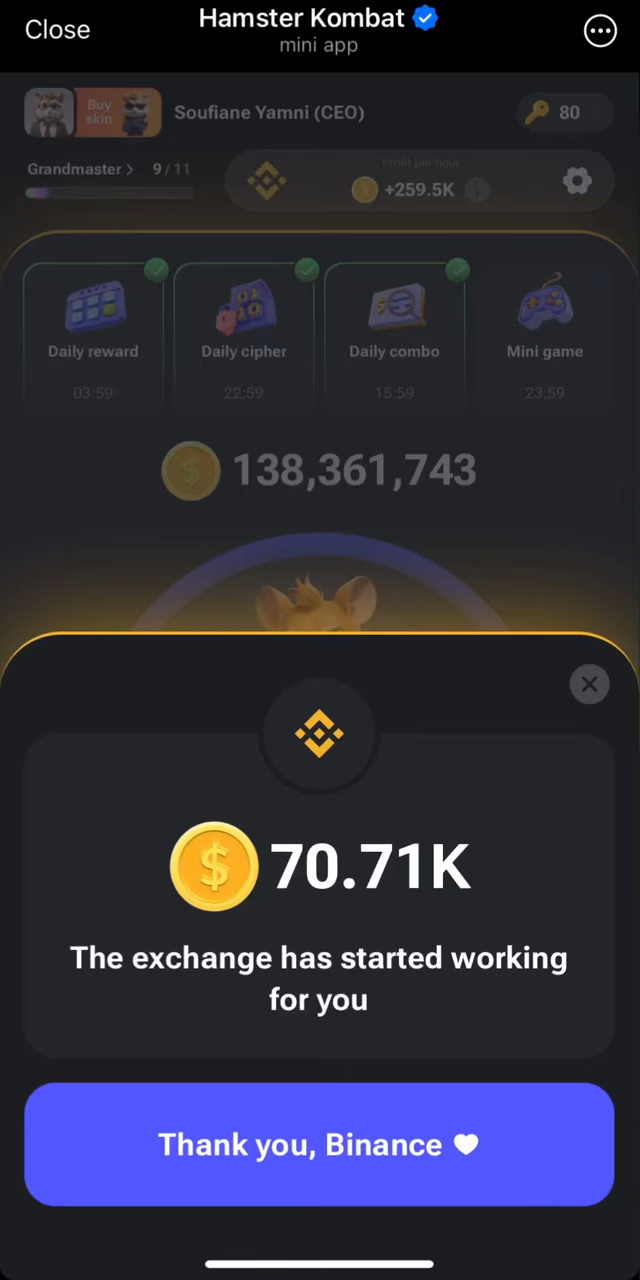 Close
Hamster Kombat
mini app
Buy
skin
Soufiane Yamni (CEO)
80
Grandmaster > 9/11
Profit per hour
+259.5K
Daily reward
03:59
Daily cipher
22:59
Daily combo
15:59
Mini game
23:59
138,361,743
70.71K
The exchange has started working
for you
Thank you, Binance 🤍